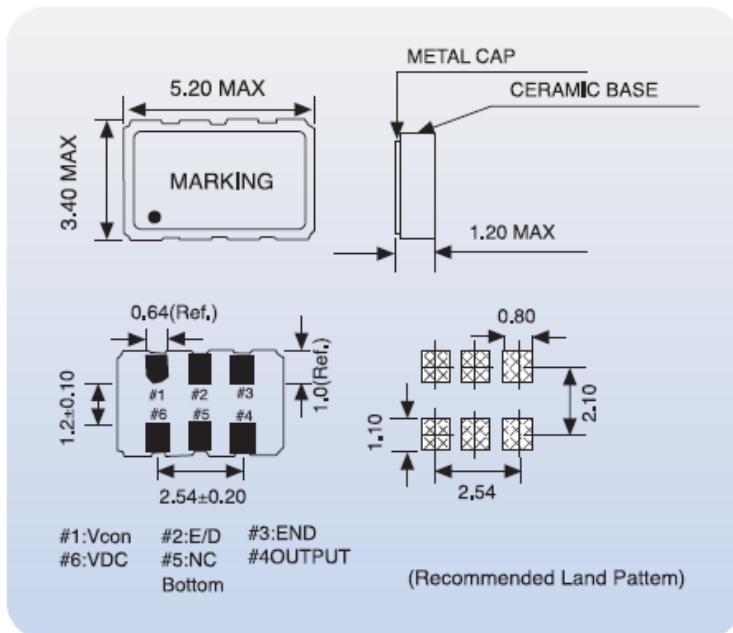 METAL CAP
5.20 MAX
CERAMIC BASE
3.40 MAX
MARKING
1.20 MAX
0.64(Ref.)
0.80
1.0(Ref.)
1.2±0.10
#1 #2 #3
#6 #5 #4
2.10
1.10
2.54±0.20
2.54
#1:Vcon #2:E/D #3:END
#6:VDC #5:NC #4OUTPUT
Bottom
(Recommended Land Pattem)